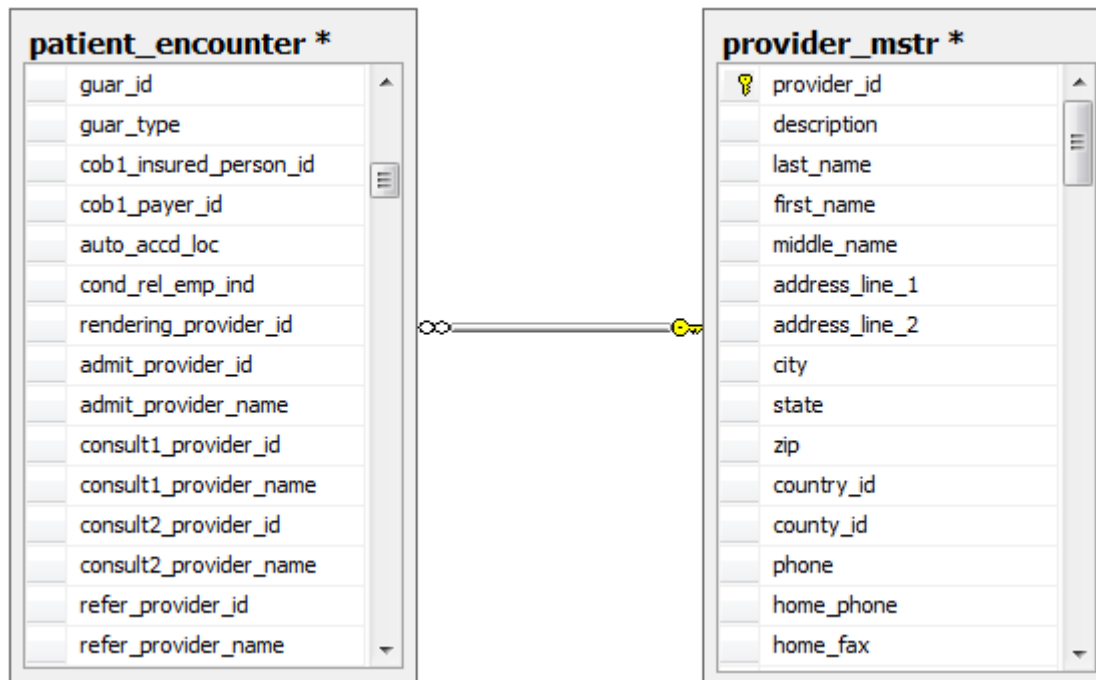 patient_encounter *
guar_id
guar_type
cob1_insured_person_id
cob1_payer_id
auto_accd_loc
cond_rel_emp_ind
rendering_provider_id
admit_provider_id
admit_provider_name
consult1_provider_id
consult1_provider_name
consult2_provider_id
consult2_provider_name
refer_provider_id
refer_provider_name
provider_mstr *
provider_id
description
last_name
first_name
middle_name
address_line_1
address_line_2
city
state
zip
country_id
county_id
phone
home_phone
home_fax